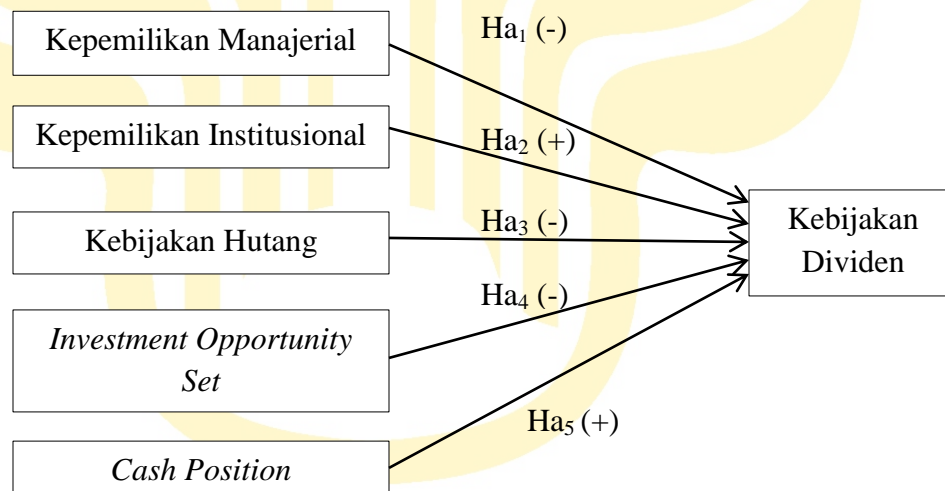 Kepemilikan Manajerial
Ha₁ (-)
Kepemilikan Institusional
Ha₂ (+)
Kebijakan Hutang
Ha₃ (-)
Kebijakan
Dividen
Investment Opportunity
Set
Ha₄ (-)
Cash Position
Ha₅ (+)